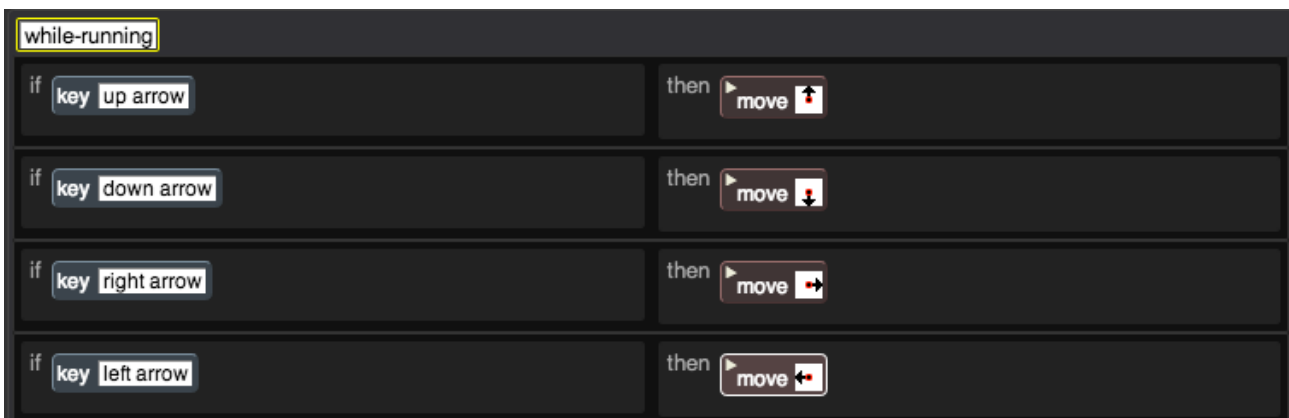 while-running
if key up arrow then move
if key down arrow then move
if key right arrow then move
if key left arrow then move